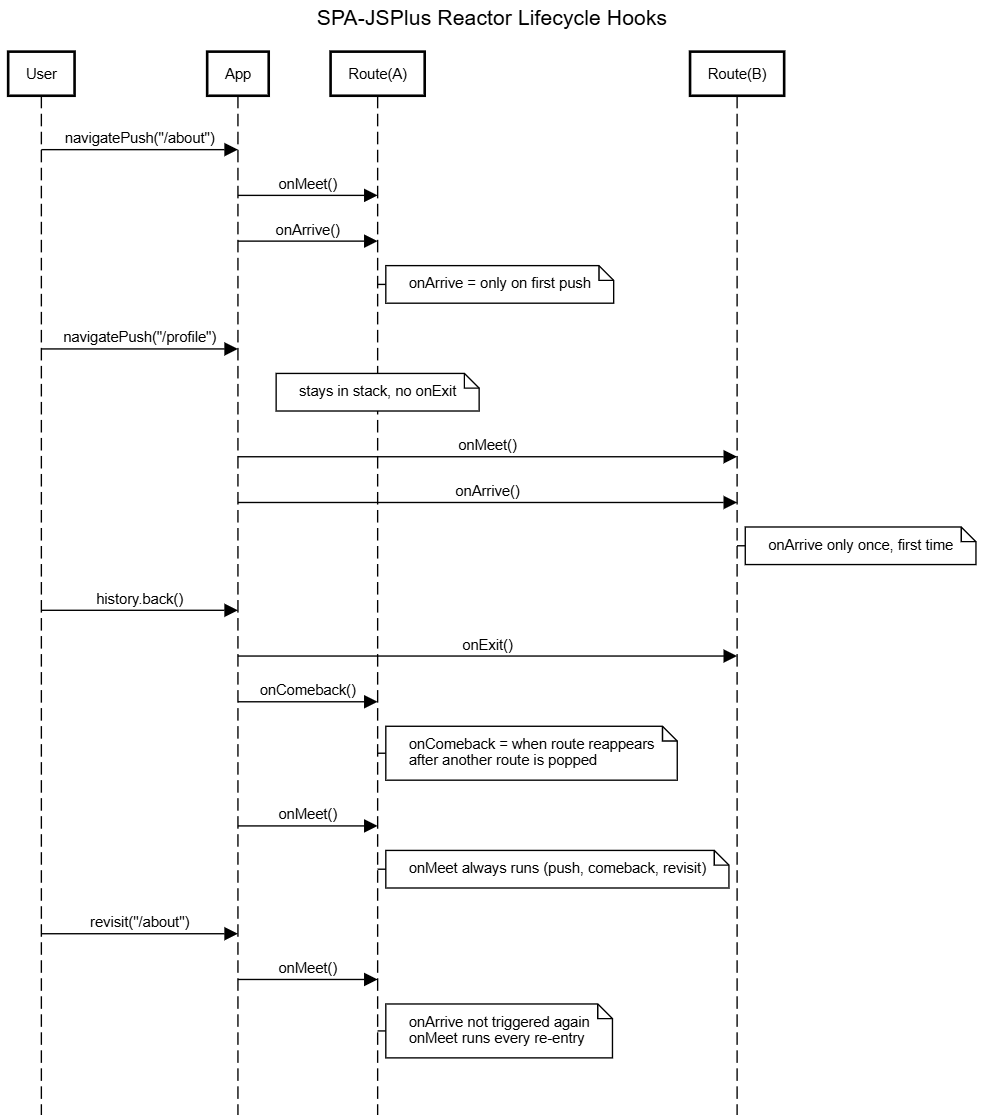 SPA-JSPlus Reactor Lifecycle Hooks
User
App
Route(A)
Route(B)
navigatePush("/about")
onMeet()
onArrive()
onArrive = only on first push
navigatePush("/profile")
stays in stack, no onExit
onMeet()
onArrive()
onArrive only once, first time
history.back()
onExit()
onComeback()
onComeback = when route reappears
after another route is popped
onMeet()
onMeet always runs (push, comeback, revisit)
revisit("/about")
onMeet()
onArrive not triggered again
onMeet runs every re-entry